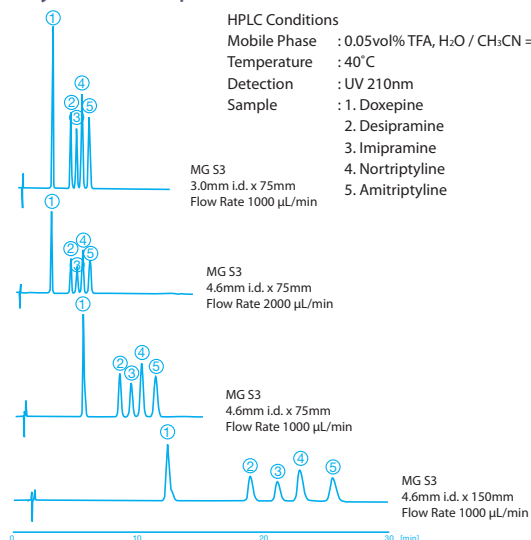 HPLC Conditions
Mobile Phase : 0.05vol% TFA, H₂O / CH₃CN =
Temperature : 40˚C
Detection : UV 210nm
Sample : 1. Doxepine
2. Desipramine
3. Imipramine
4. Nortriptyline
5. Amitriptyline
① ② ③ ④ ⑤
MG S3
3.0mm i.d. x 75mm
Flow Rate 1000 µL/min
① ② ③ ④ ⑤
MG S3
4.6mm i.d. x 75mm
Flow Rate 2000 µL/min
① ② ③ ④ ⑤
MG S3
4.6mm i.d. x 75mm
Flow Rate 1000 µL/min
① ② ③ ④ ⑤
MG S3
4.6mm i.d. x 150mm
Flow Rate 1000 µL/min
0 10 20 30 [min]